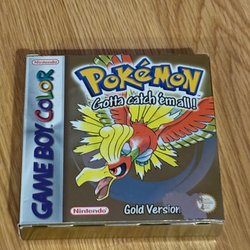 Nintendo
GAME BOY COLOR
POKéMON
Gotta catch 'em all!
Nintendo
Gold Version